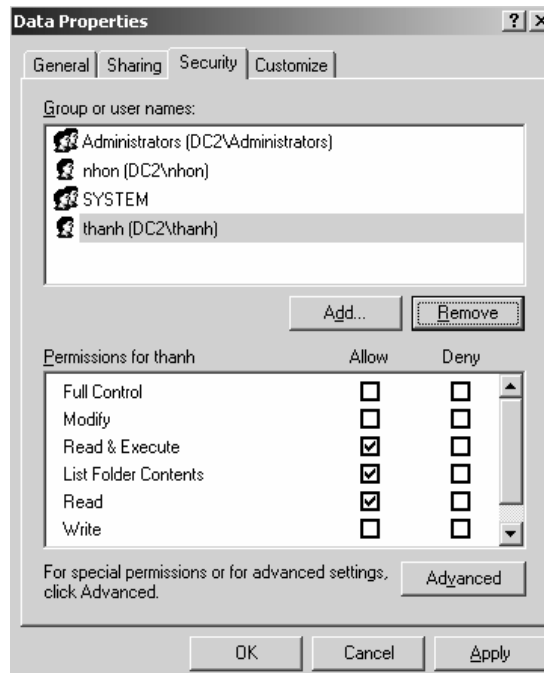 Data Properties
General Sharing Security Customize
Group or user names:
Administrators (DC2\Administrators)
nhon (DC2\nhon)
SYSTEM
thanh (DC2\thanh)
Add... Remove
Permissions for thanh Allow Deny
Full Control
Modify
Read & Execute
List Folder Contents
Read
Write
For special permissions or for advanced settings,
click Advanced.
Advanced
OK Cancel Apply